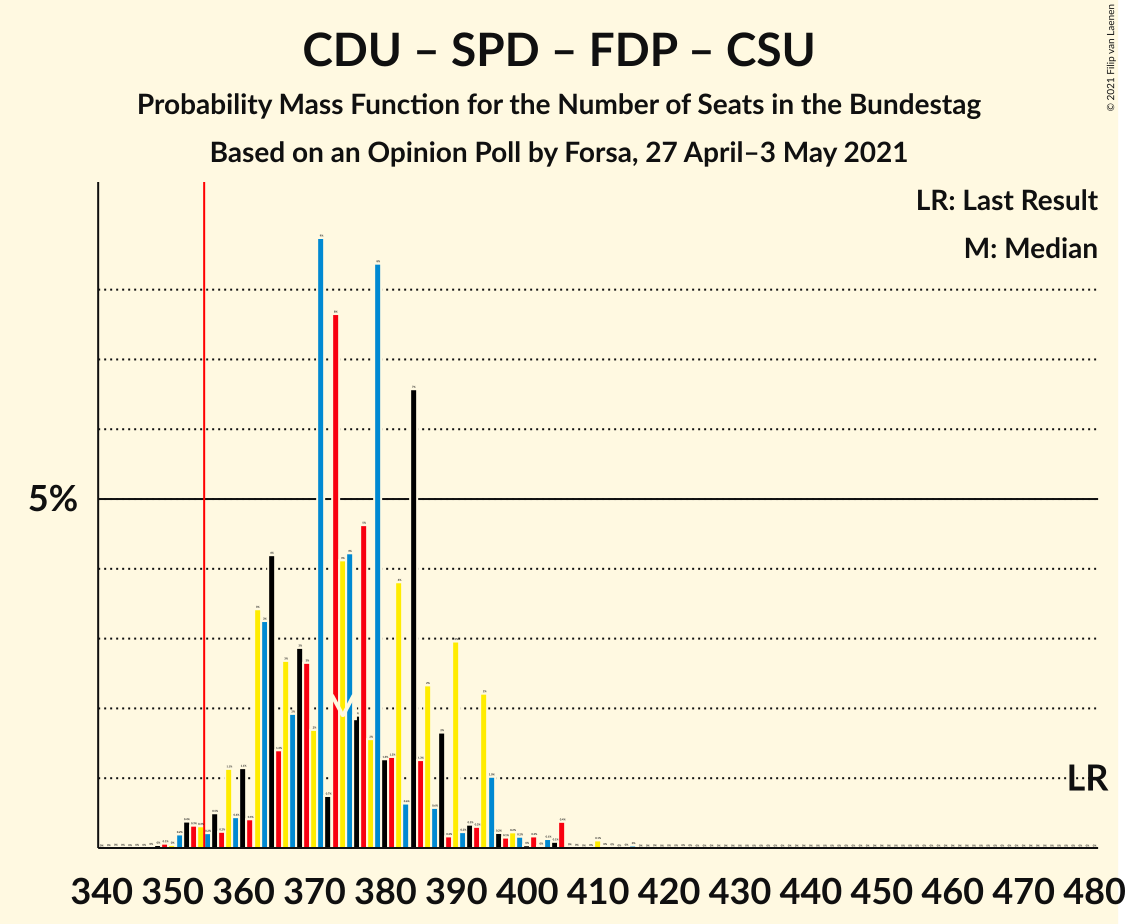 CDU – SPD – FDP – CSU
Probability Mass Function for the Number of Seats in the Bundestag
Based on an Opinion Poll by Forsa, 27 April–3 May 2021
© 2021 Filip van Laenen
LR: Last Result
M: Median
5%
M
LR
340 350 360 370 380 390 400 410 420 430 440 450 460 470 480